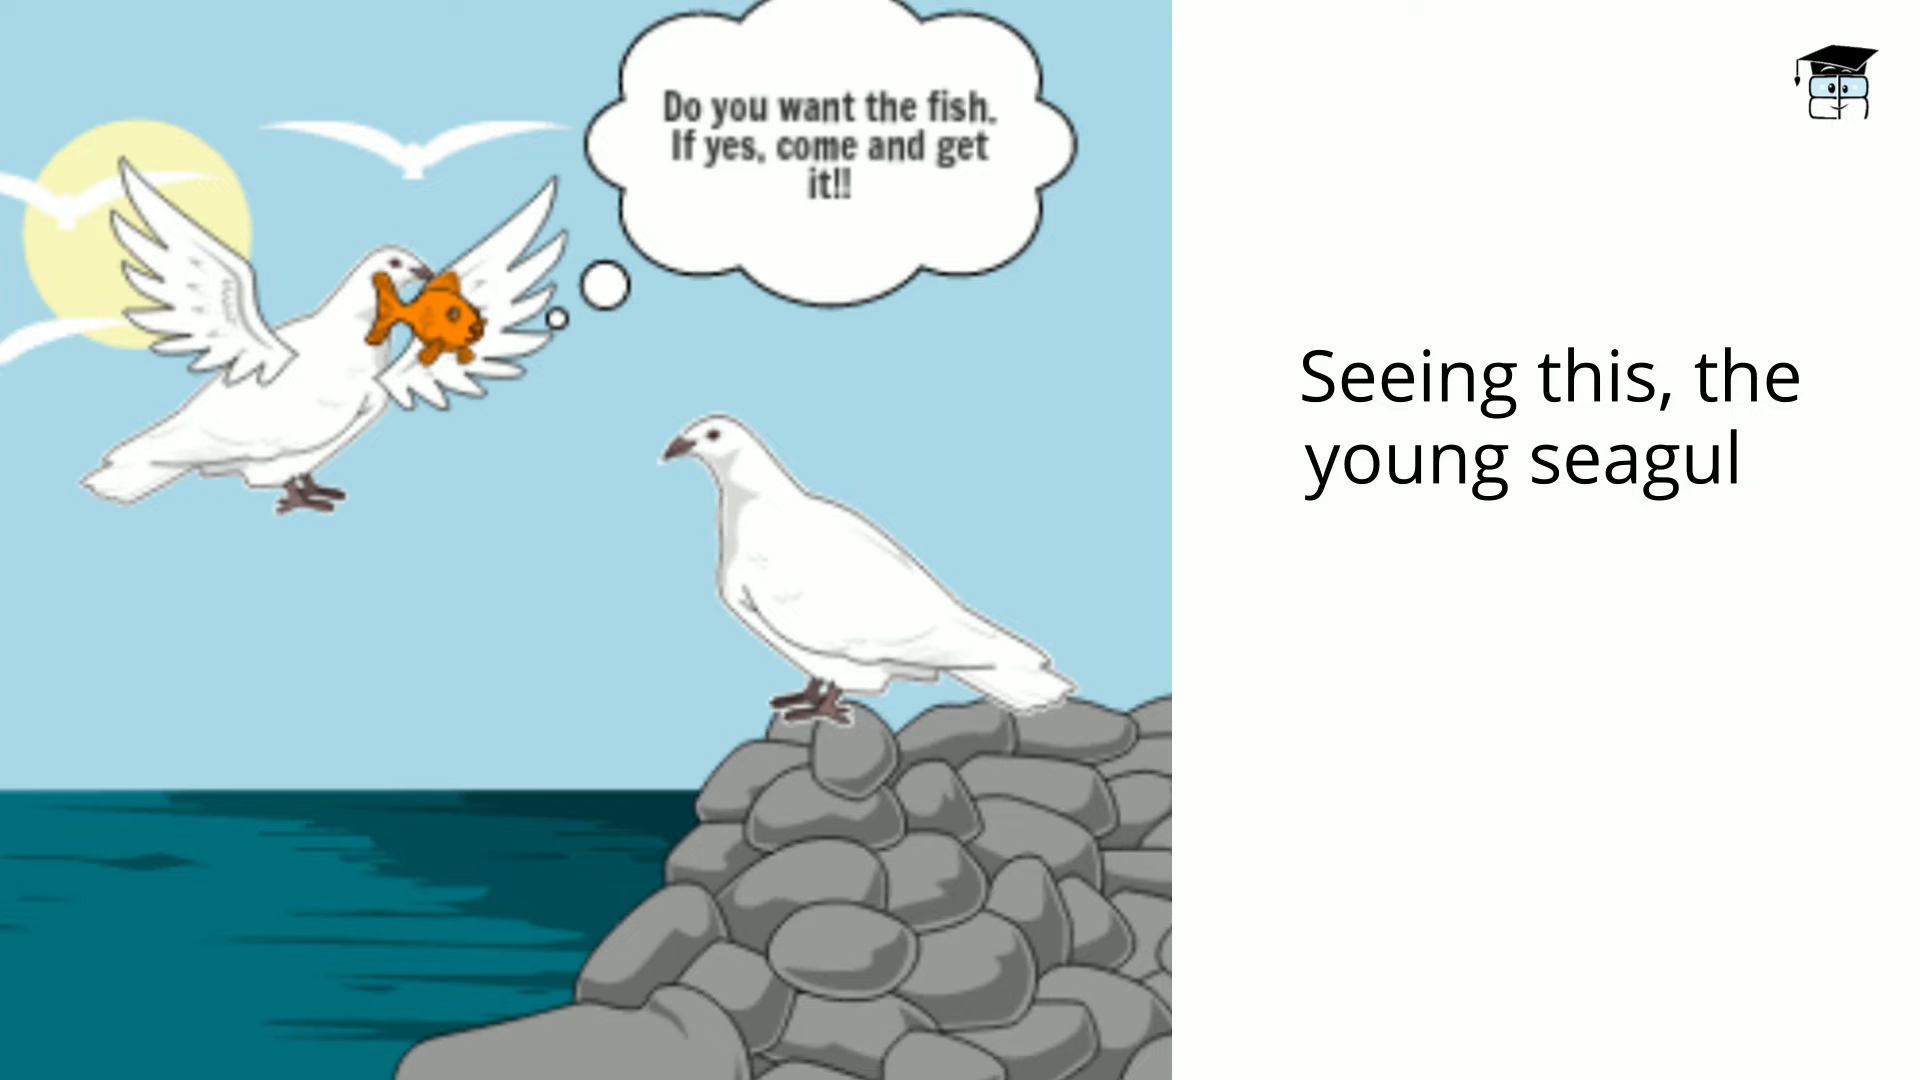 Do you want the fish.
If yes, come and get
it!!
Seeing this, the
young seagul